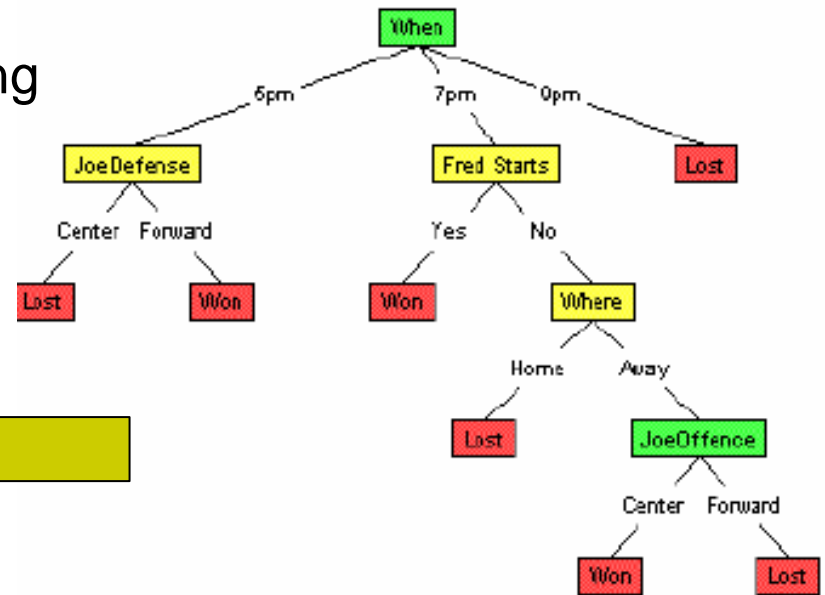 When
ng
5pm 7pm 9pm
JoeDefense Fred Starts Lost
Center Forward Yes No
Lost Won Won Where
Home Away
Lost JoeOffence
Center Forward
Won Lost